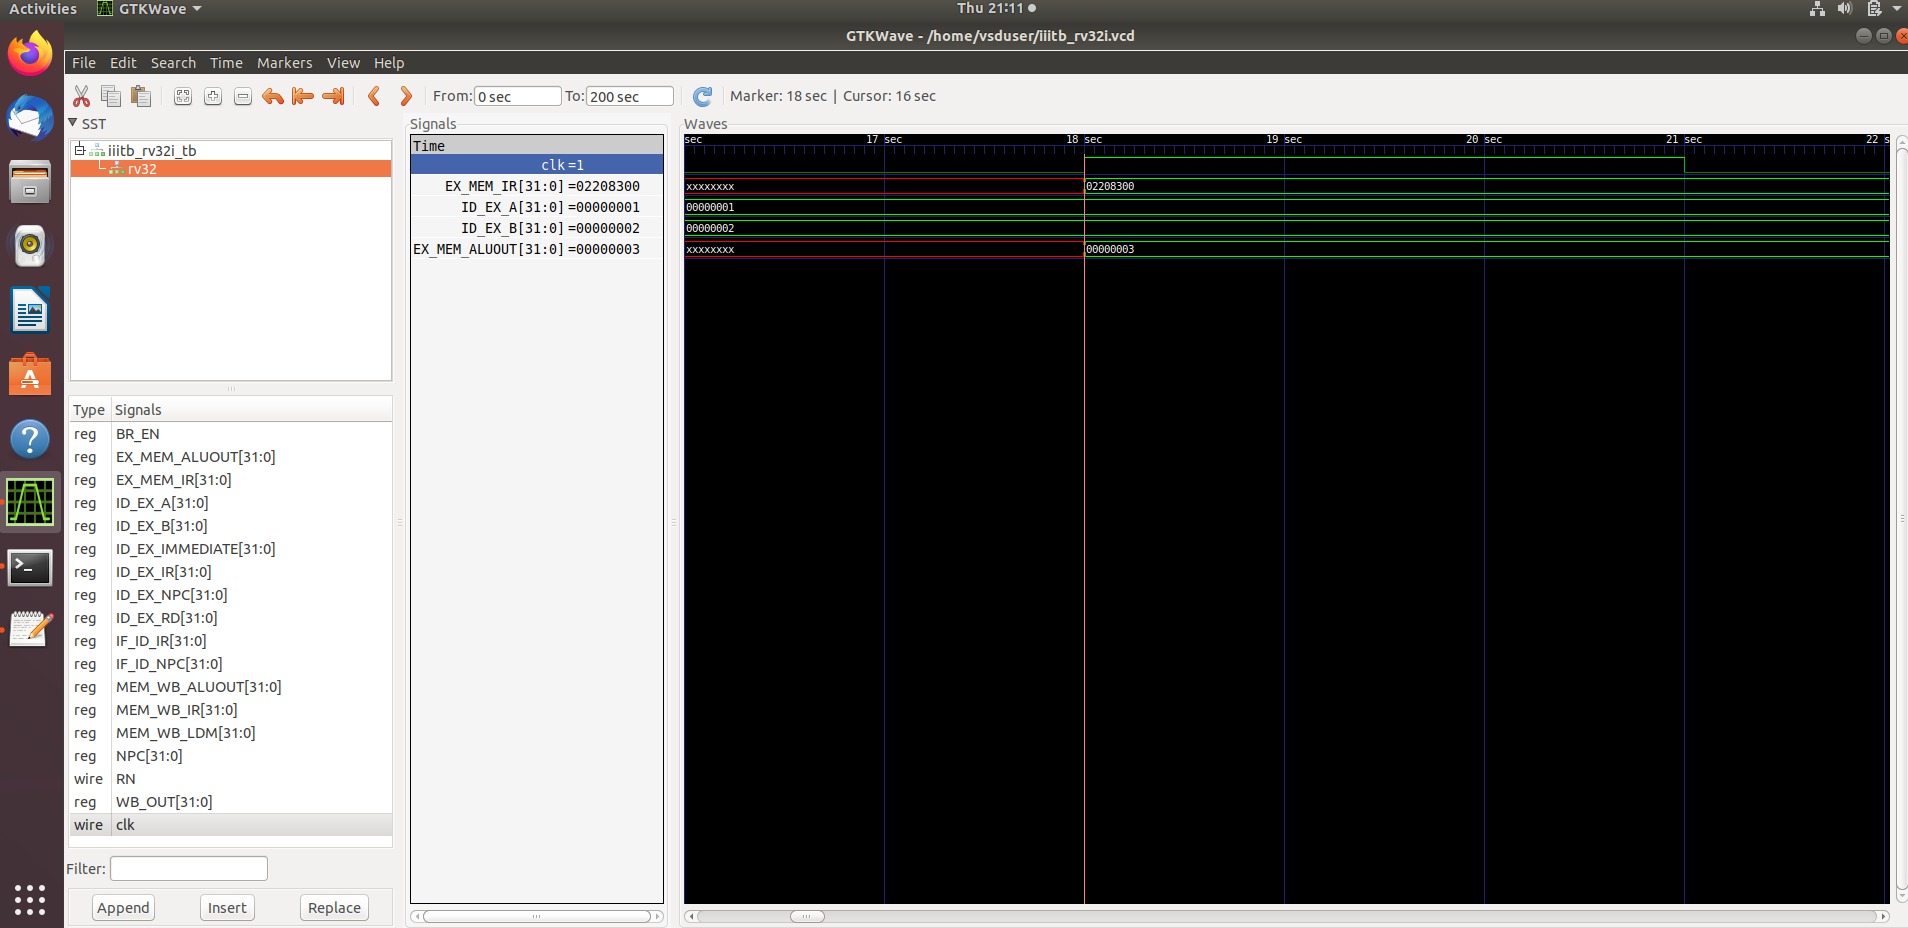 Activities GTKWave Thu 21:11
GTKWave - /home/vsduser/iiitb_rv32i.vcd
File Edit Search Time Markers View Help
From: 0 sec To: 200 sec Marker: 18 sec | Cursor: 16 sec
SST
iiitb_rv32i_tb
rv32
Type Signals
reg BR_EN
reg EX_MEM_ALUOUT[31:0]
reg EX_MEM_IR[31:0]
reg ID_EX_A[31:0]
reg ID_EX_B[31:0]
reg ID_EX_IMMEDIATE[31:0]
reg ID_EX_IR[31:0]
reg ID_EX_NPC[31:0]
reg ID_EX_RD[31:0]
reg IF_ID_IR[31:0]
reg IF_ID_NPC[31:0]
reg MEM_WB_ALUOUT[31:0]
reg MEM_WB_IR[31:0]
reg MEM_WB_LDM[31:0]
reg NPC[31:0]
wire RN
reg WB_OUT[31:0]
wire clk
Filter:
Append Insert Replace
Signals
Time
clk =1
EX_MEM_IR[31:0] =02208300
ID_EX_A[31:0] =00000001
ID_EX_B[31:0] =00000002
EX_MEM_ALUOUT[31:0] =00000003
Waves
sec 17 sec 18 sec 19 sec 20 sec 21 sec 22 s
xxxxxxxx 02208300
00000001
00000002
xxxxxxxx 00000003